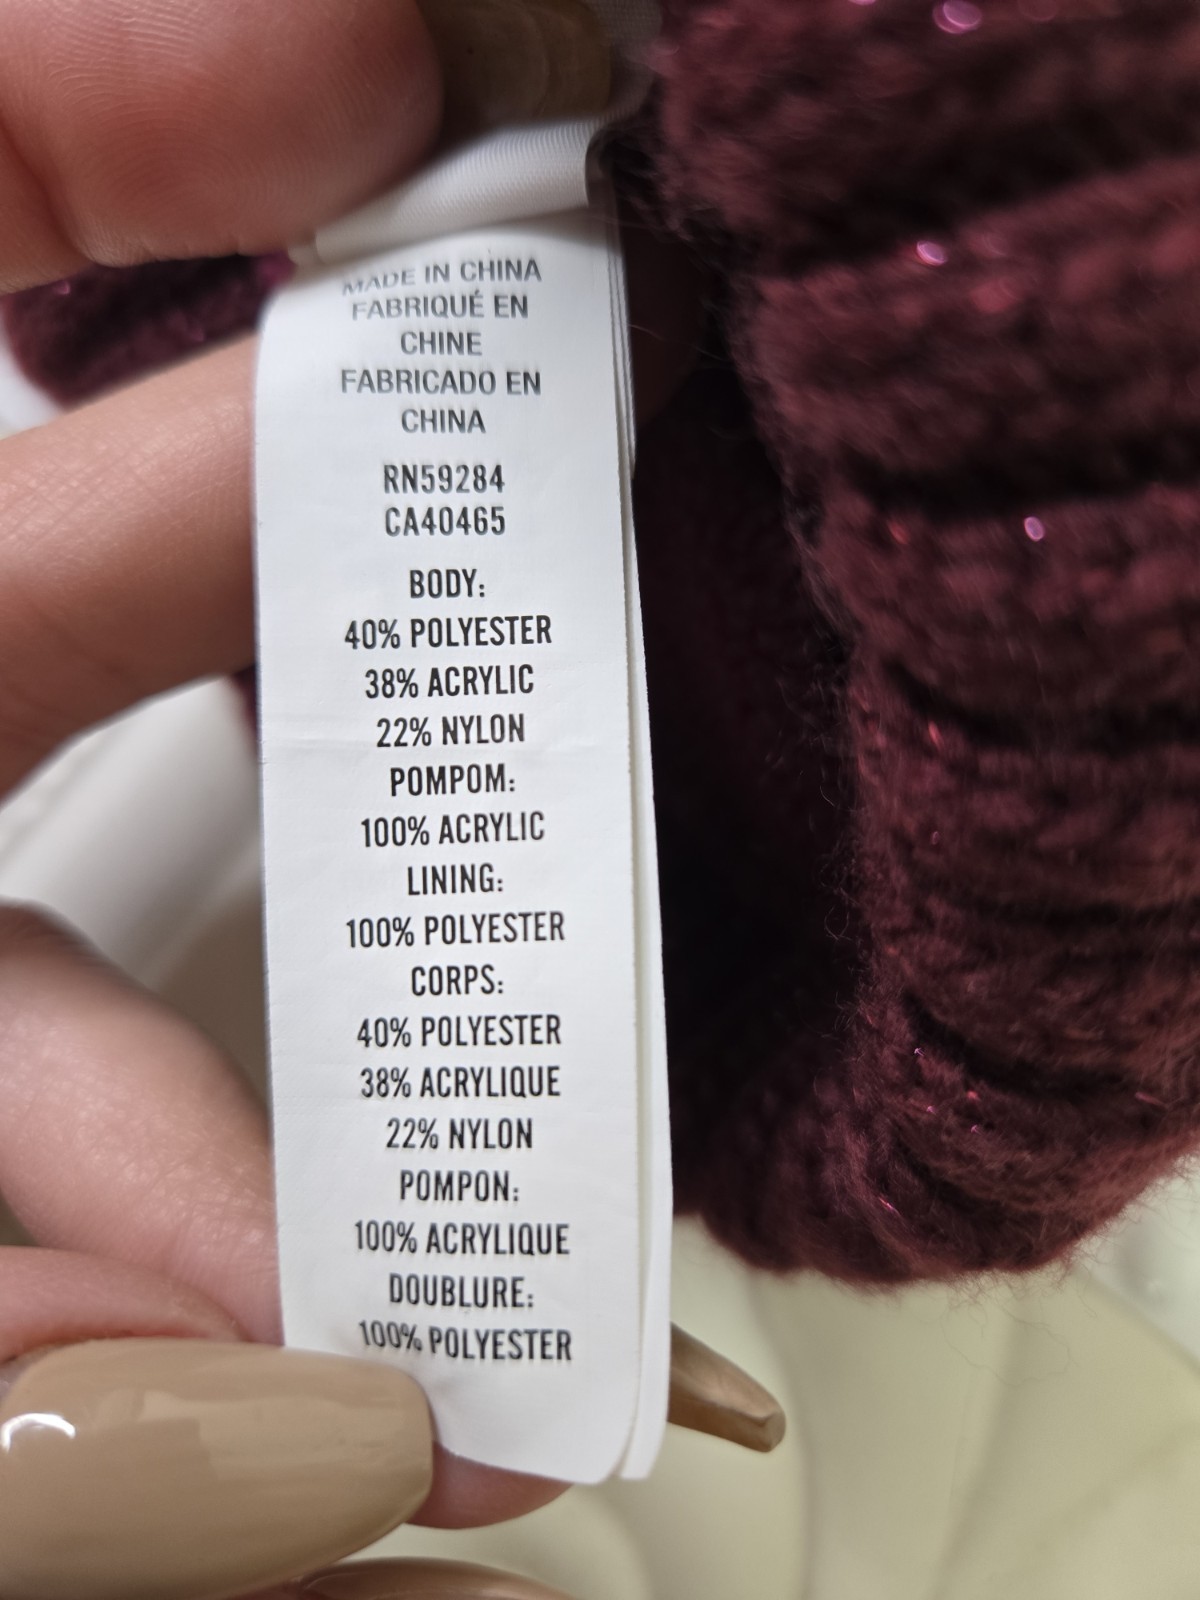 MADE IN CHINA
FABRIQUÉ EN
CHINE
FABRICADO EN
CHINA
RN59284
CA40465
BODY:
40% POLYESTER
38% ACRYLIC
22% NYLON
POMPOM:
100% ACRYLIC
LINING:
100% POLYESTER
CORPS:
40% POLYESTER
38% ACRYLIQUE
22% NYLON
POMPON:
100% ACRYLIQUE
DOUBLURE:
100% POLYESTER